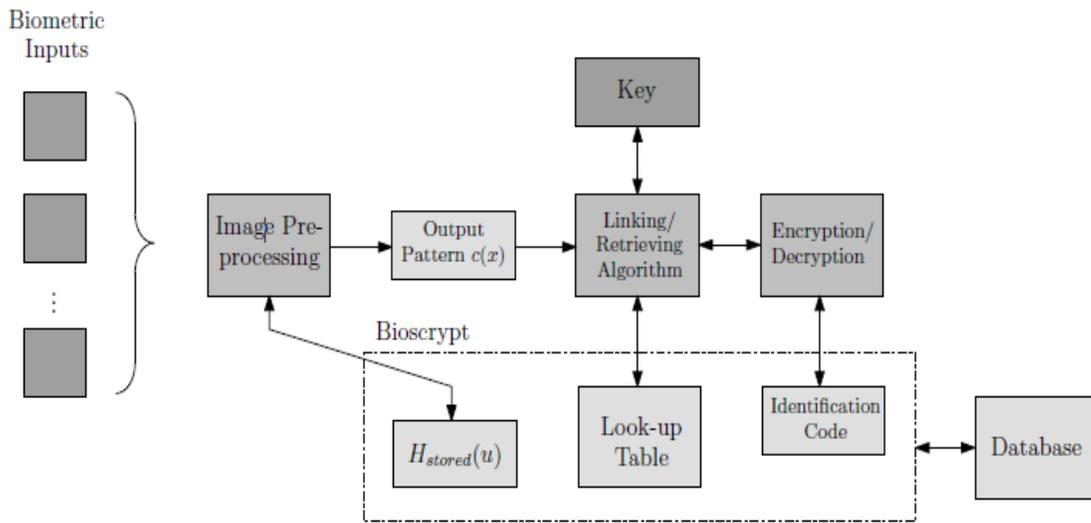 Biometric
Inputs
⋮
Key
Image Pre-
processing
Output
Pattern c(x)
Linking/
Retrieving
Algorithm
Encryption/
Decryption
Bioscrypt
H_stored(u)
Look-up
Table
Identification
Code
Database